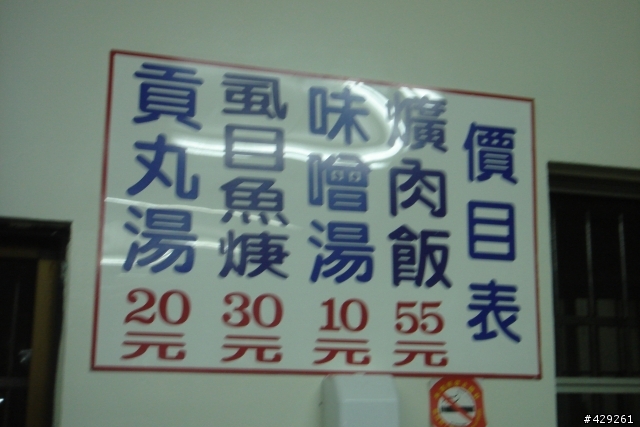 價目表
爌肉飯
55元
味噌湯
10元
虱目魚焿
30元
貢丸湯
20元
#429261